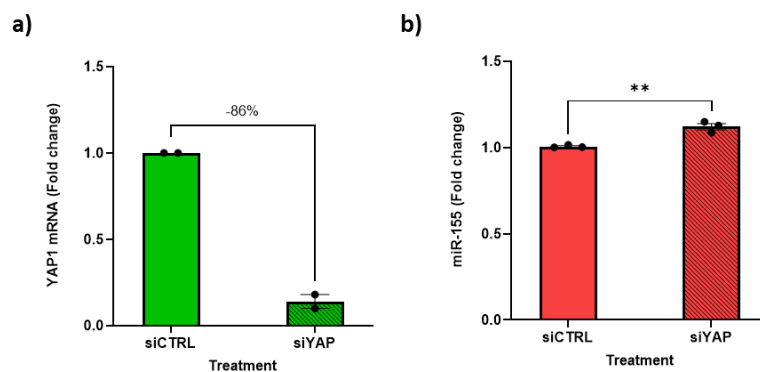 a)
YAP1 mRNA (Fold change)
1.5
1.0
0.5
0.0
-86%
siCTRL
siYAP
Treatment
b)
miR-155 (Fold change)
1.5
1.0
0.5
0.0
**
siCTRL
siYAP
Treatment